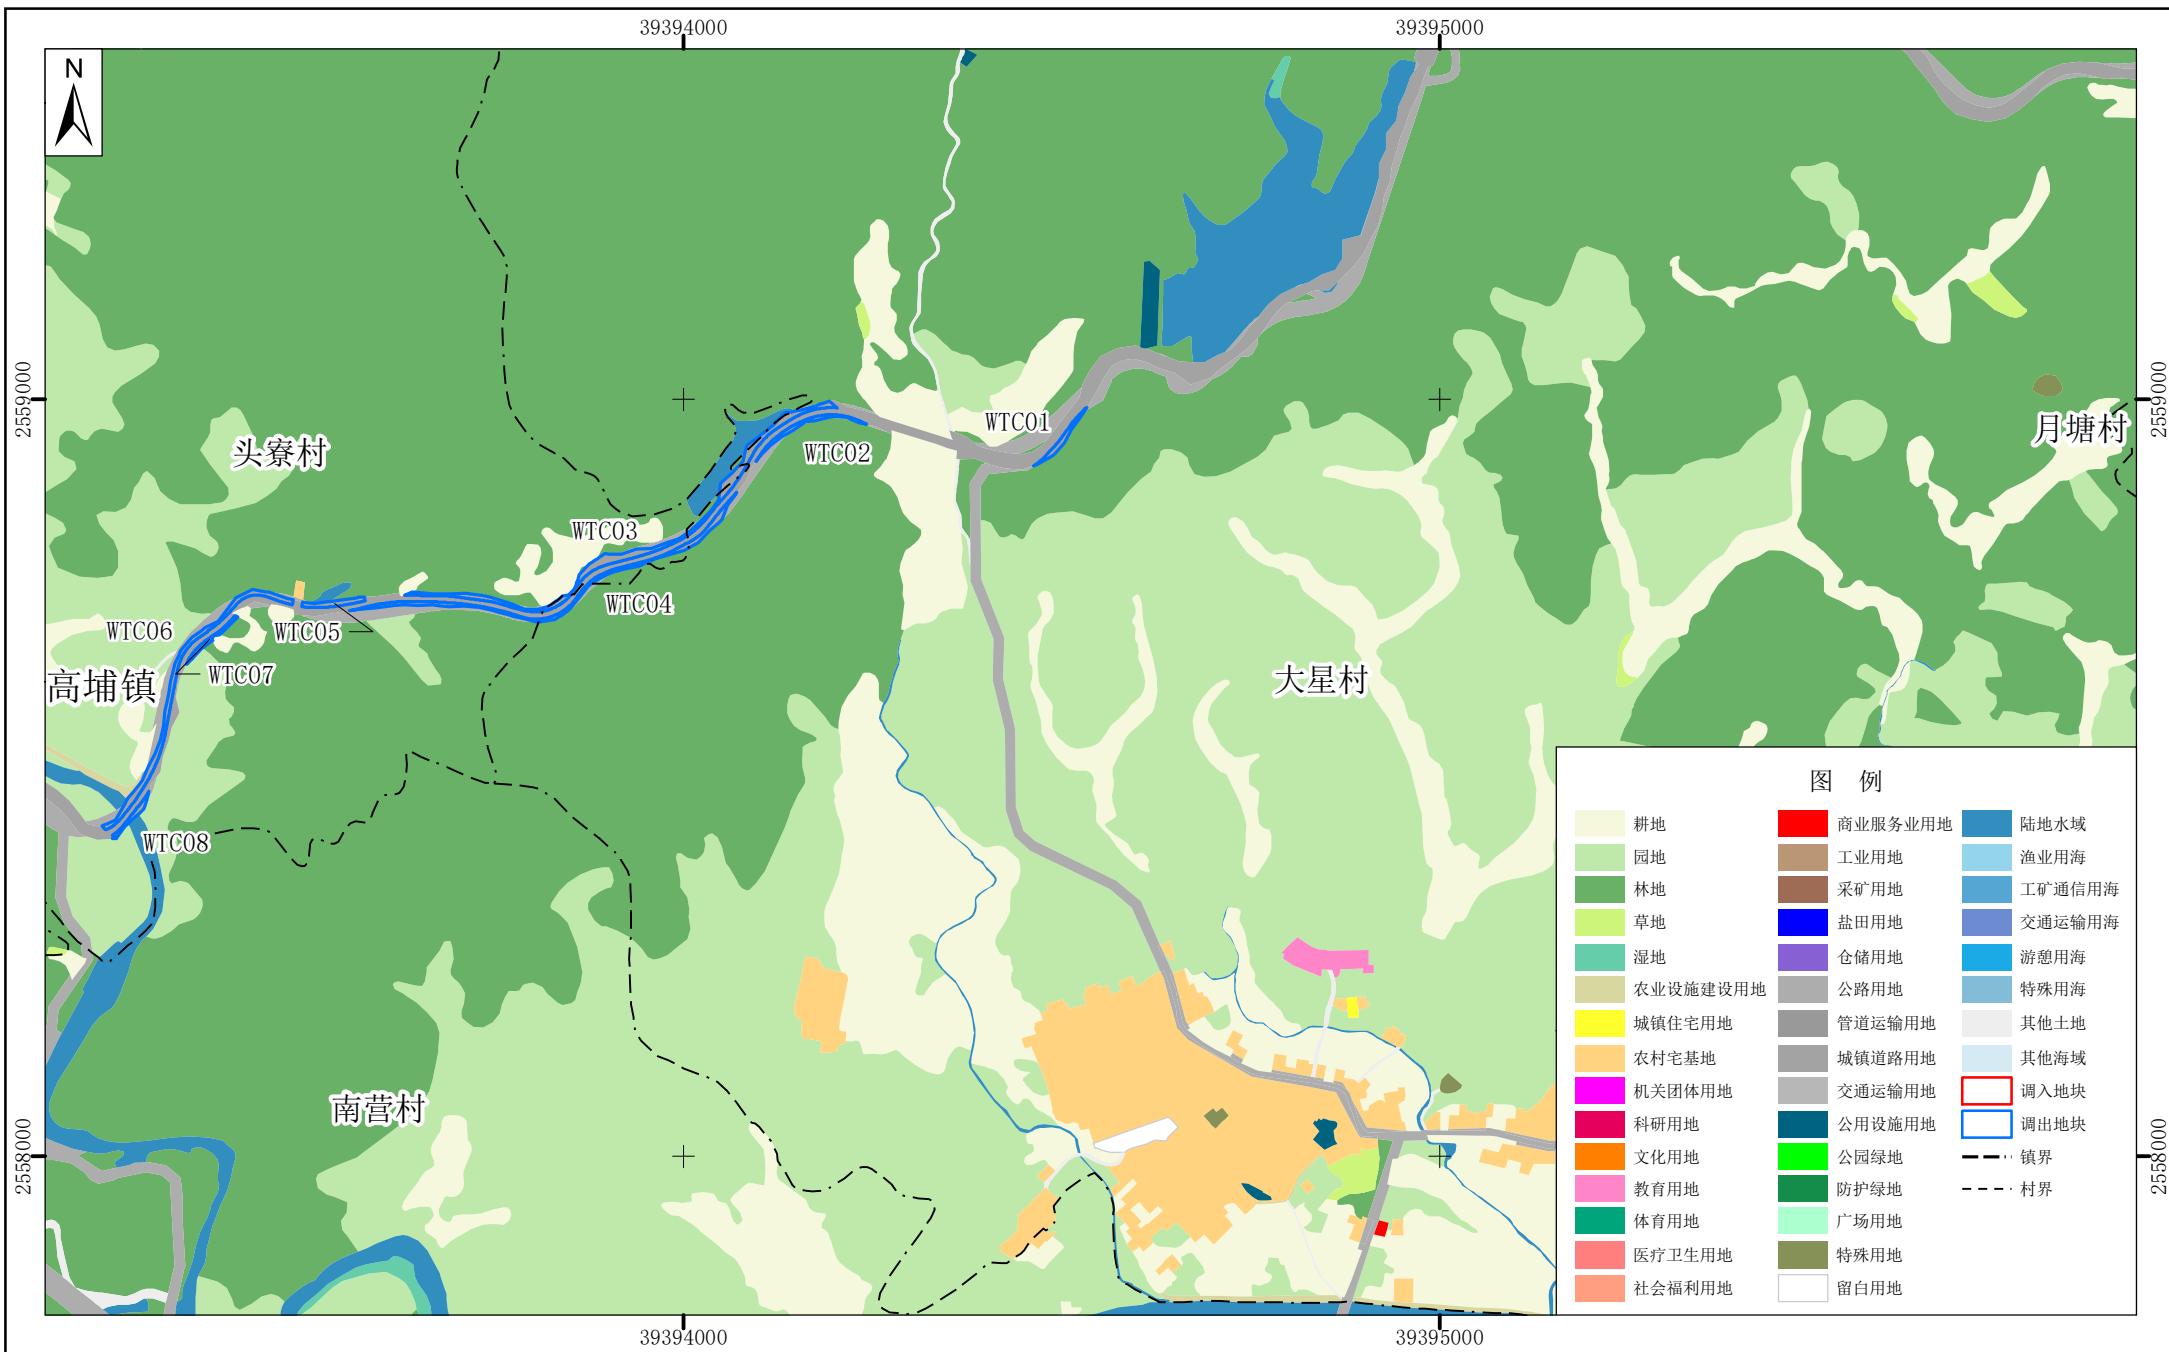 39394000
39395000
N
2559000
2559000
WTC01
月塘村
头寮村
WTC02
WTC03
WTC04
WTC06
WTC05
WTC07
高埔镇
大星村
WTC08
南营村
2558000
2558000
39394000
39395000
图 例
耕地
园地
林地
草地
湿地
农业设施建设用地
城镇住宅用地
农村宅基地
机关团体用地
科研用地
文化用地
教育用地
体育用地
医疗卫生用地
社会福利用地
商业服务业用地
工业用地
采矿用地
盐田用地
仓储用地
公路用地
管道运输用地
城镇道路用地
交通运输用地
公用设施用地
公园绿地
防护绿地
广场用地
特殊用地
留白用地
陆地水域
渔业用海
工矿通信用海
交通运输用海
游憩用海
特殊用海
其他土地
其他海域
调入地块
调出地块
镇界
村界